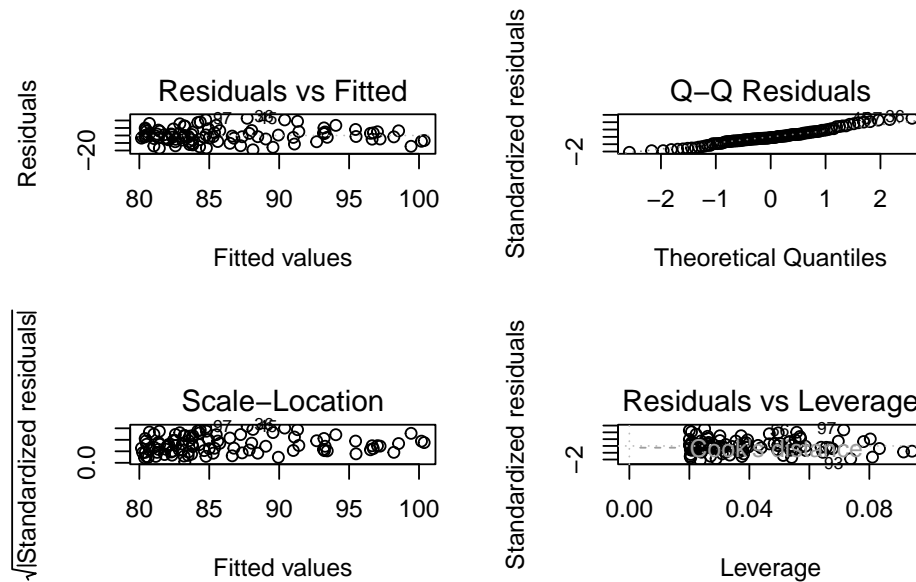 Residuals vs Fitted
Residuals
−20
97
36
80 85 90 95 100
Fitted values
Q−Q Residuals
Standardized residuals
−2
36
−2 −1 0 1 2
Theoretical Quantiles
Scale−Location
√|Standardized residuals|
0.0
97
36
80 85 90 95 100
Fitted values
Residuals vs Leverage
Standardized residuals
−2
97
Cook's distance
93
0.00 0.04 0.08
Leverage